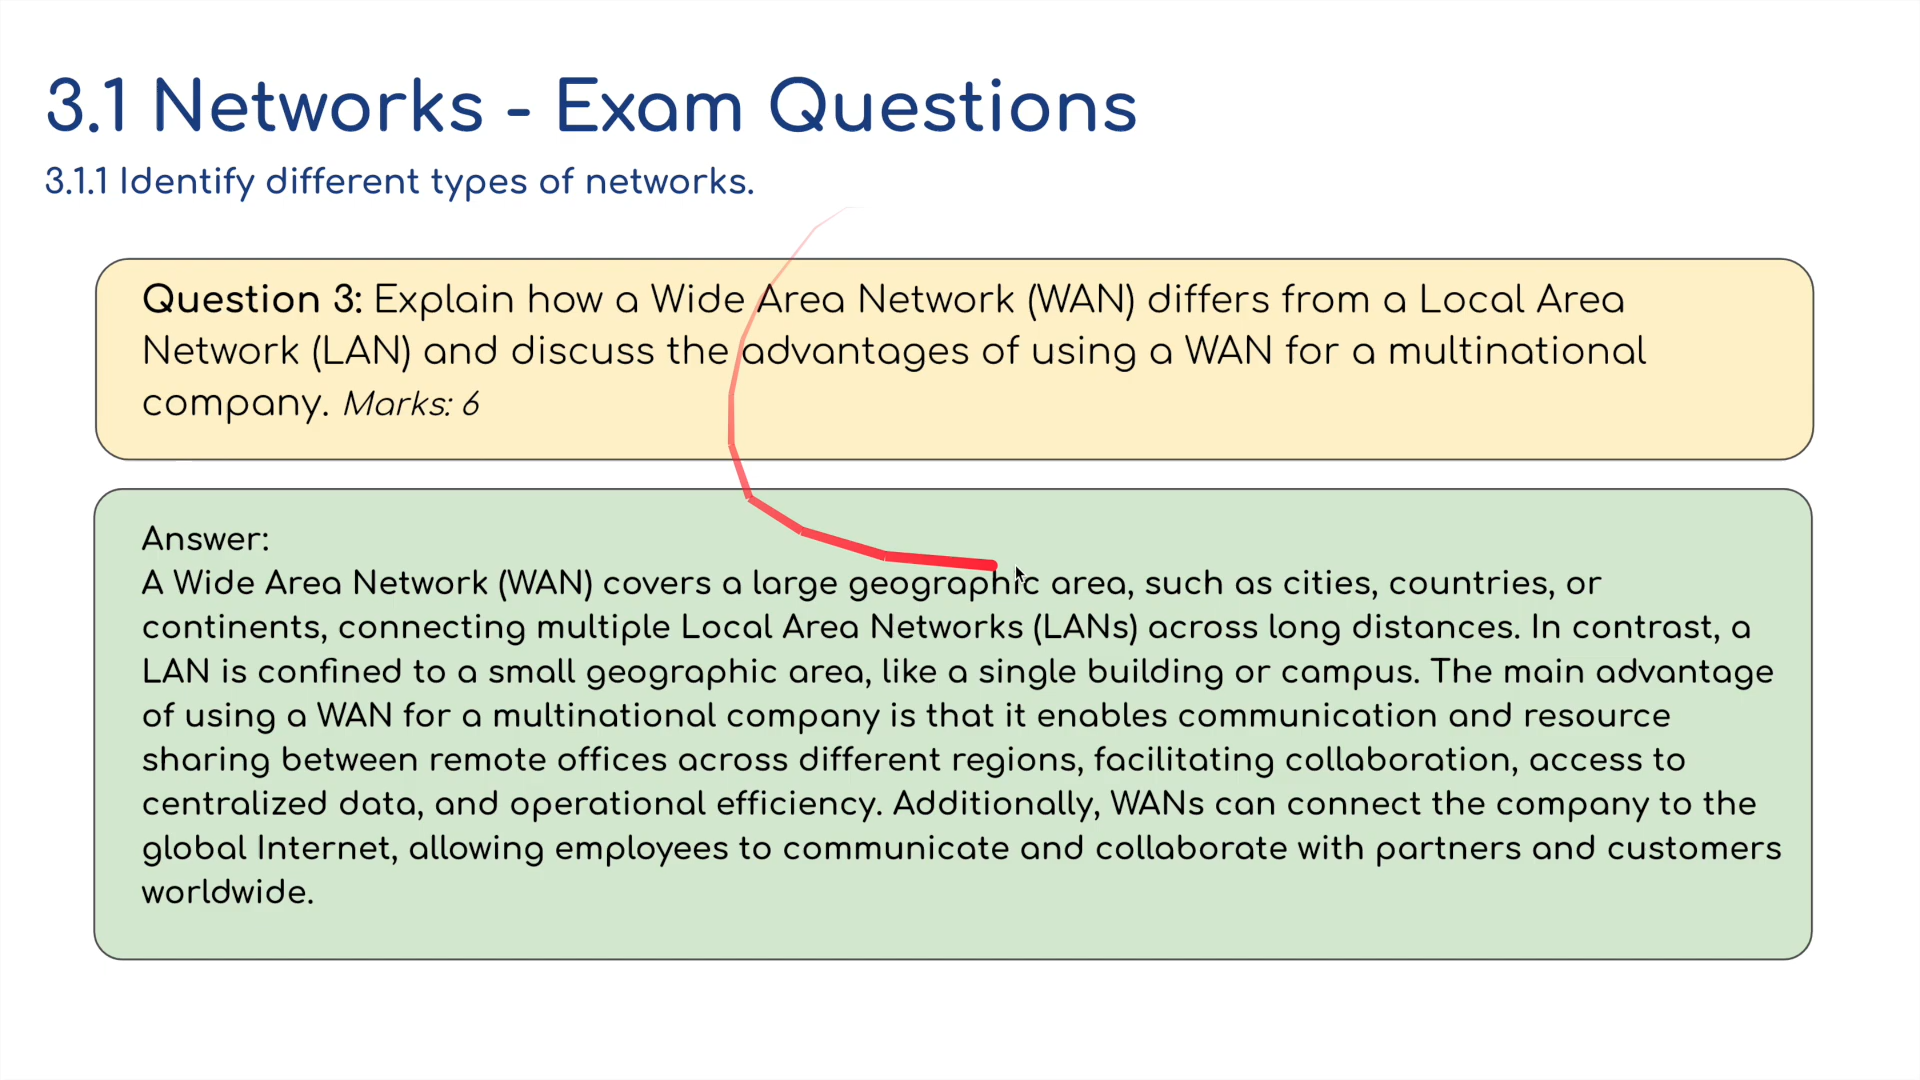 3.1 Networks - Exam Questions
3.1.1 Identify different types of networks.
Question 3: Explain how a Wide Area Network (WAN) differs from a Local Area
Network (LAN) and discuss the advantages of using a WAN for a multinational
company. Marks: 6
Answer:
A Wide Area Network (WAN) covers a large geographic area, such as cities, countries, or
continents, connecting multiple Local Area Networks (LANs) across long distances. In contrast, a
LAN is confined to a small geographic area, like a single building or campus. The main advantage
of using a WAN for a multinational company is that it enables communication and resource
sharing between remote offices across different regions, facilitating collaboration, access to
centralized data, and operational efficiency. Additionally, WANs can connect the company to the
global Internet, allowing employees to communicate and collaborate with partners and customers
worldwide.